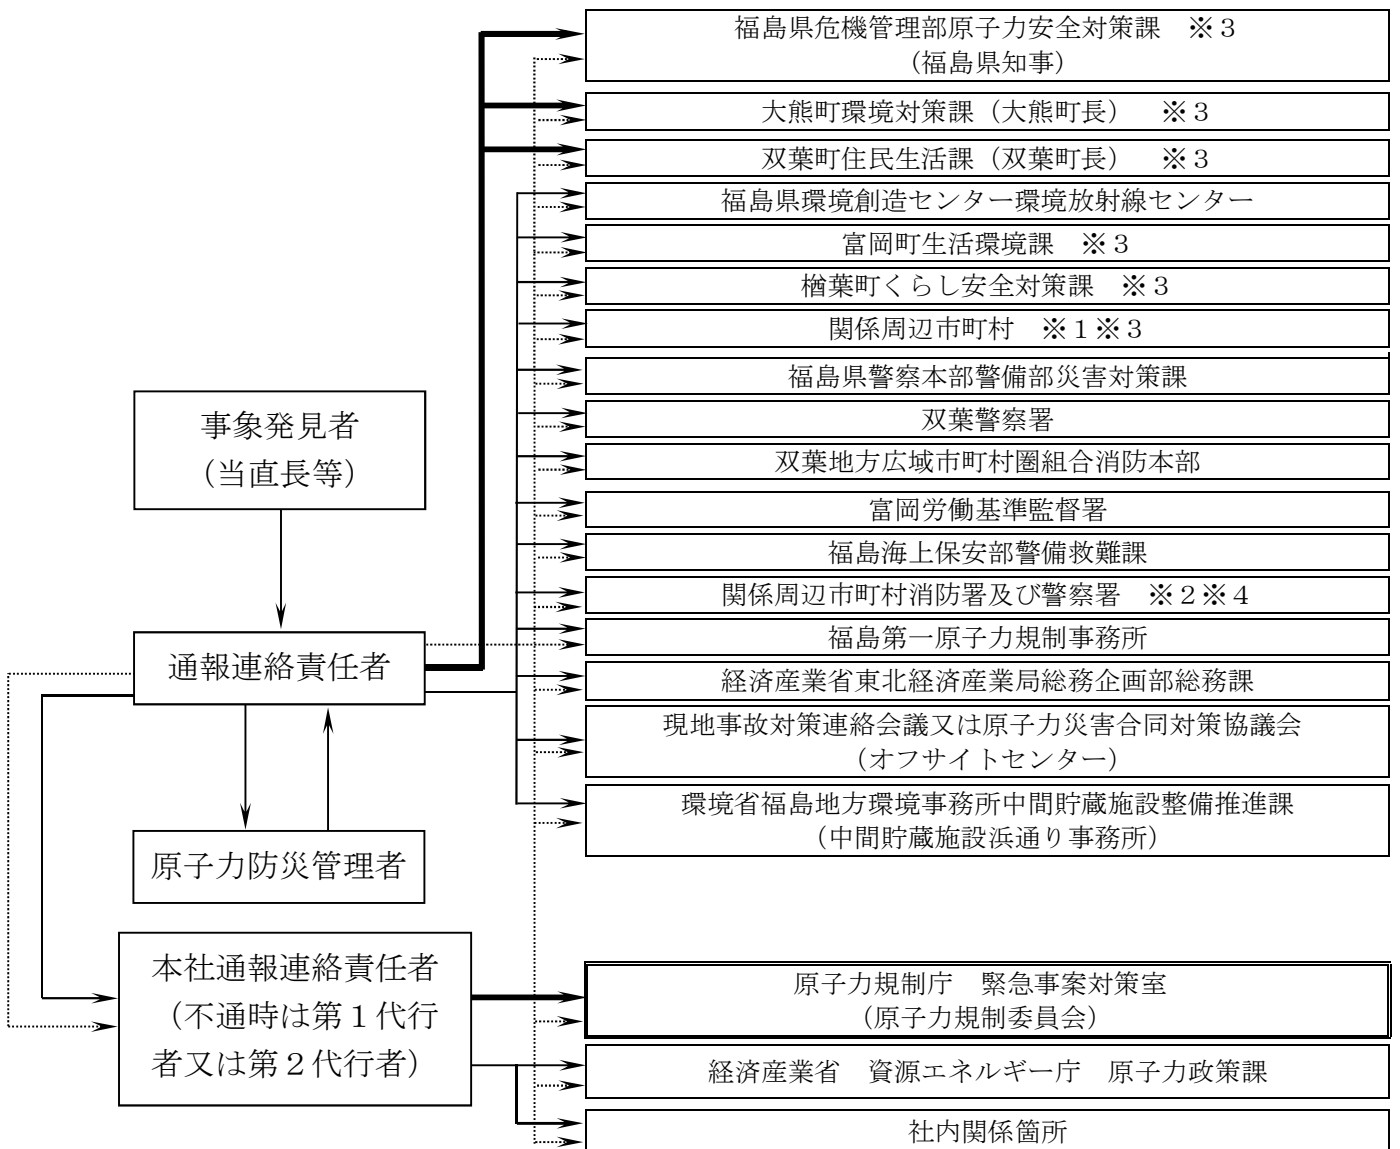 福島県危機管理部原子力安全対策課　※３
（福島県知事）
大熊町環境対策課（大熊町長）　※３
双葉町住民生活課（双葉町長）　※３
福島県環境創造センター環境放射線センター
富岡町生活環境課　※３
楢葉町くらし安全対策課　※３
関係周辺市町村　※１※３
福島県警察本部警備部災害対策課
双葉警察署
双葉地方広域市町村圏組合消防本部
富岡労働基準監督署
福島海上保安部警備救難課
関係周辺市町村消防署及び警察署　※２※４
福島第一原子力規制事務所
経済産業省東北経済産業局総務企画部総務課
現地事故対策連絡会議又は原子力災害合同対策協議会
（オフサイトセンター）
環境省福島地方環境事務所中間貯蔵施設整備推進課
（中間貯蔵施設浜通り事務所）
事象発見者
（当直長等）
通報連絡責任者
原子力防災管理者
本社通報連絡責任者
（不通時は第１代行
者又は第２代行者）
原子力規制庁　緊急事案対策室
（原子力規制委員会）
経済産業省　資源エネルギー庁　原子力政策課
社内関係箇所